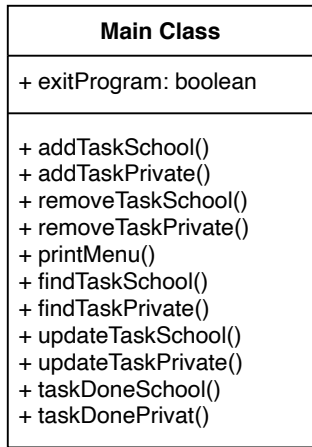 Main Class
+ exitProgram: boolean
+ addTaskSchool()
+ addTaskPrivate()
+ removeTaskSchool()
+ removeTaskPrivate()
+ printMenu()
+ findTaskSchool()
+ findTaskPrivate()
+ updateTaskSchool()
+ updateTaskPrivate()
+ taskDoneSchool()
+ taskDonePrivat()